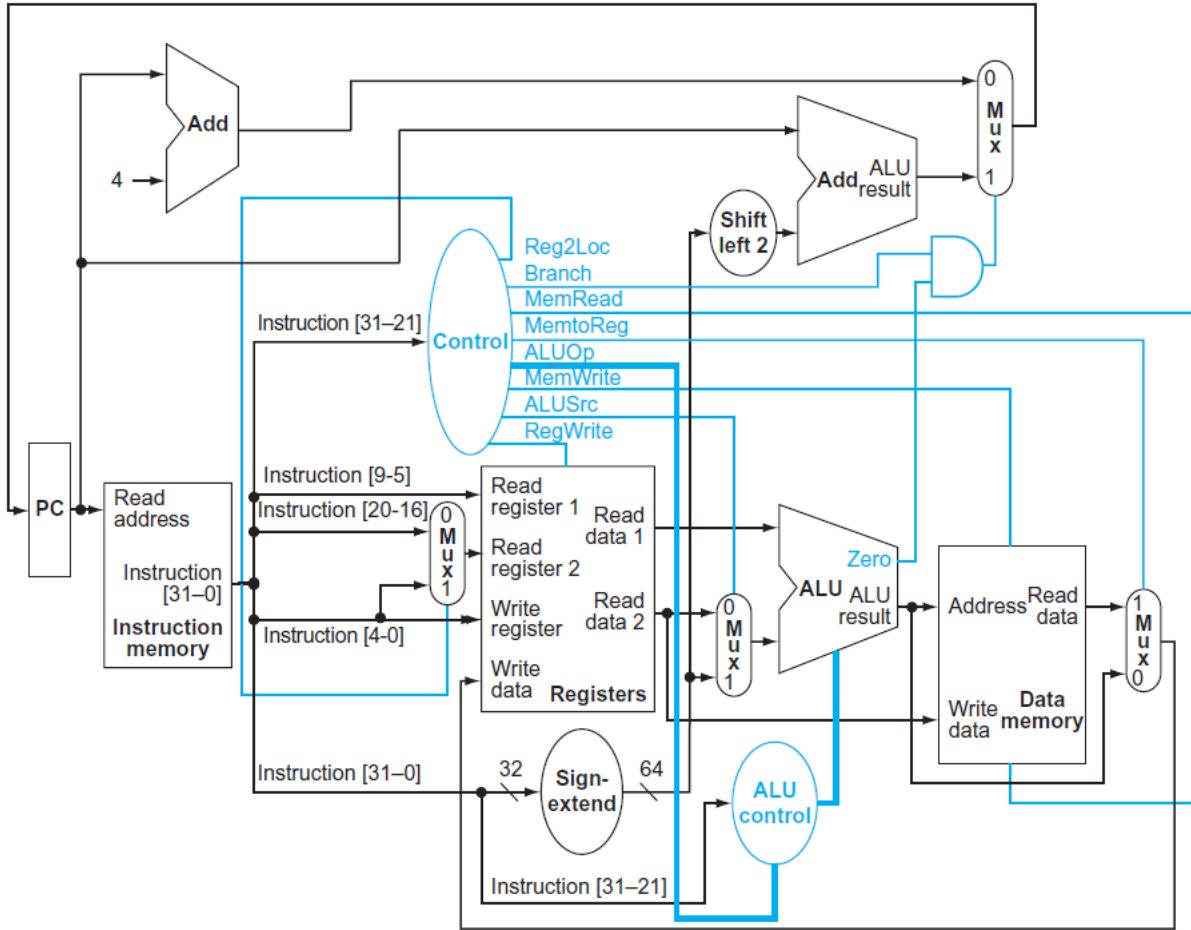 0
M
u
x
1
Add
ALU
result
Add
4
Shift
left 2
Reg2Loc
Branch
MemRead
MemtoReg
ALUOp
MemWrite
ALUSrc
RegWrite
Instruction [31–21]
Control
PC
Read
address
Instruction
[31–0]
Instruction
memory
Instruction [9-5]
Instruction [20-16]
Instruction [4-0]
0
M
u
x
1
Read
register 1
Read
register 2
Write
register
Write
data
Read
data 1
Read
data 2
Registers
0
M
u
x
1
Zero
ALU
ALU
result
Address
Read
data
Write
data
Data
memory
1
M
u
x
0
Instruction [31–0]
32
Sign-
extend
64
ALU
control
Instruction [31–21]